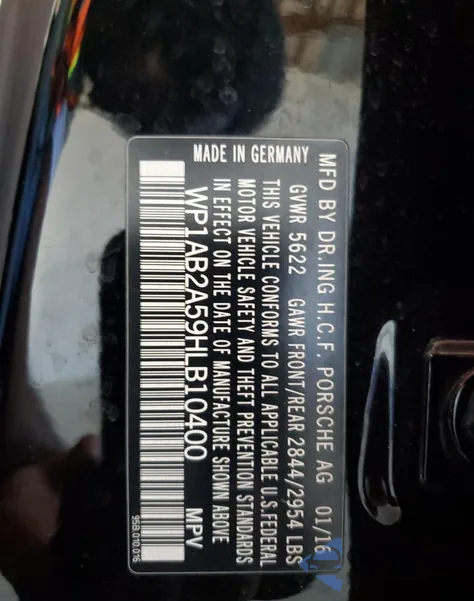 MFD BY DR.ING H.C.F. PORSCHE AG 01/16
GVWR 5622 GAWR FRONT/REAR 2844/2954 LBS
THIS VEHICLE CONFORMS TO ALL APPLICABLE U.S.FEDERAL
MOTOR VEHICLE SAFETY AND THEFT PREVENTION STANDARDS
IN EFFECT ON THE DATE OF MANUFACTURE SHOWN ABOVE
MADE IN GERMANY
WP1AB2A59HLB10400 MPV
958.010.016